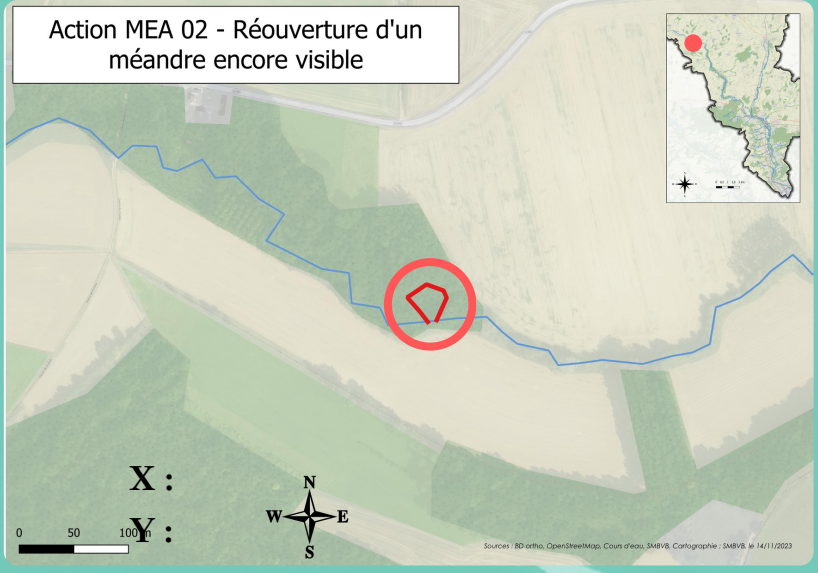 Action MEA 02 - Réouverture d'un
méandre encore visible
X :
Y :
N
W
E
S
0 50 100 m
Sources : BD ortho, OpenStreetMap, Cours d'eau, SMBVB, Cartographie : SMBVB, le 14/11/2023